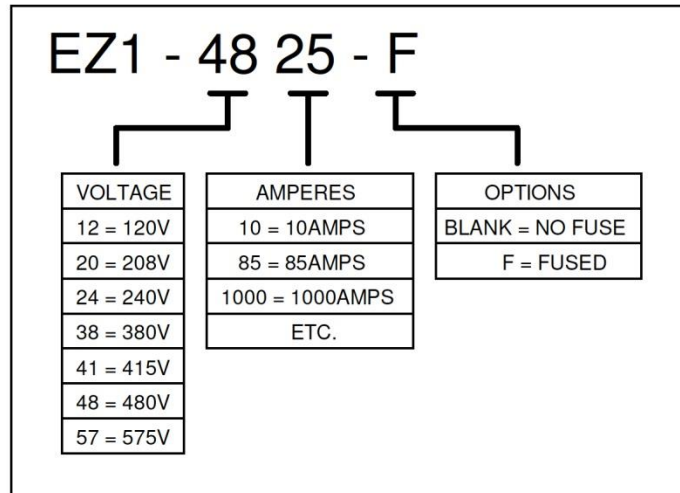 EZ1 - 48 25 - F
VOLTAGE
12 = 120V
20 = 208V
24 = 240V
38 = 380V
41 = 415V
48 = 480V
57 = 575V
AMPERES
10 = 10AMPS
85 = 85AMPS
1000 = 1000AMPS
ETC.
OPTIONS
BLANK = NO FUSE
F = FUSED